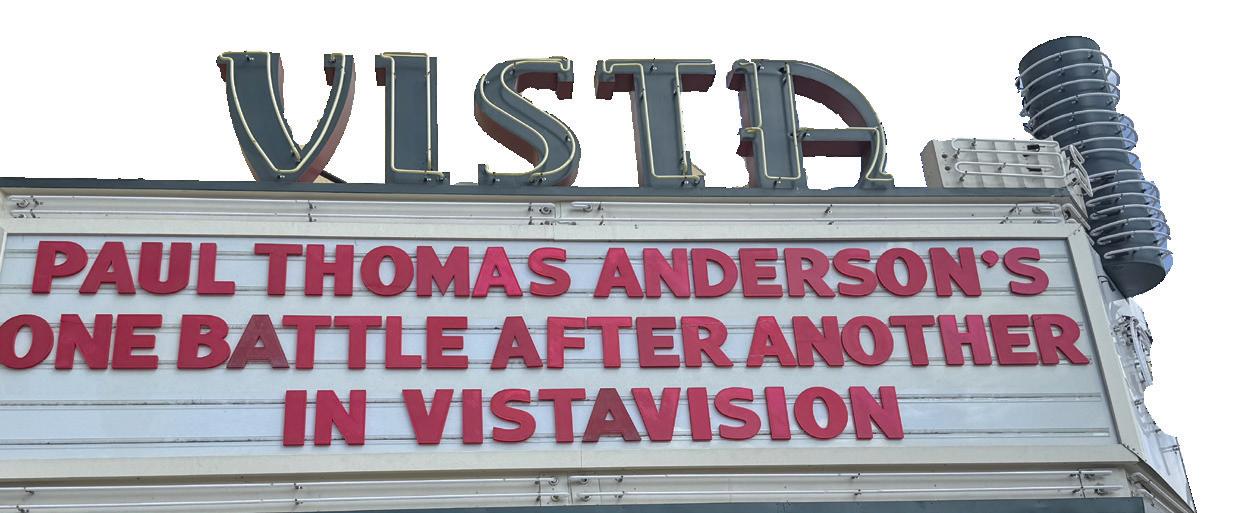 VISTA
PAUL THOMAS ANDERSON'S
ONE BATTLE AFTER ANOTHER
IN VISTAVISION